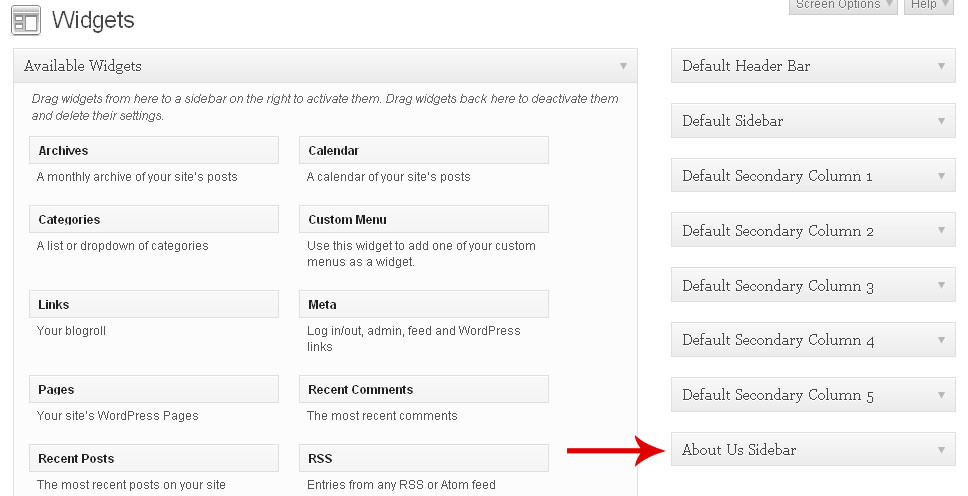 Widgets
Screen Options
Help
Available Widgets
Drag widgets from here to a sidebar on the right to activate them. Drag widgets back here to deactivate them
and delete their settings.
Archives
A monthly archive of your site's posts
Calendar
A calendar of your site's posts
Categories
A list or dropdown of categories
Custom Menu
Use this widget to add one of your custom
menus as a widget.
Links
Your blogroll
Meta
Log in/out, admin, feed and WordPress
links
Pages
Your site's WordPress Pages
Recent Comments
The most recent comments
Recent Posts
The most recent posts on your site
RSS
Entries from any RSS or Atom feed
Default Header Bar
Default Sidebar
Default Secondary Column 1
Default Secondary Column 2
Default Secondary Column 3
Default Secondary Column 4
Default Secondary Column 5
About Us Sidebar